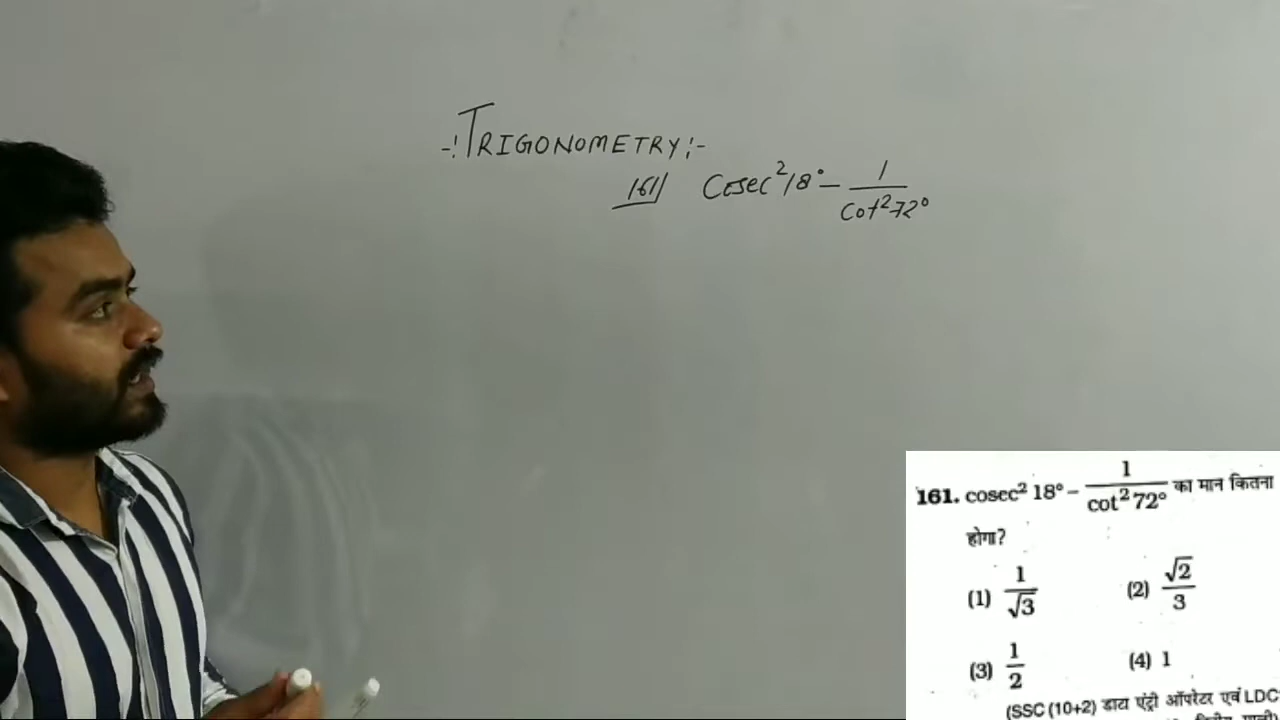 -: TRIGONOMETRY :-
161) Cosec²18° - 1/Cot²72°
161. cosec² 18° - 1/cot² 72° का मान कितना
होगा?
(1) 1/√3 (2) √2/3
(3) 1/2 (4) 1
(SSC (10+2) डाटा एंट्री ऑपरेटर एवं LDC